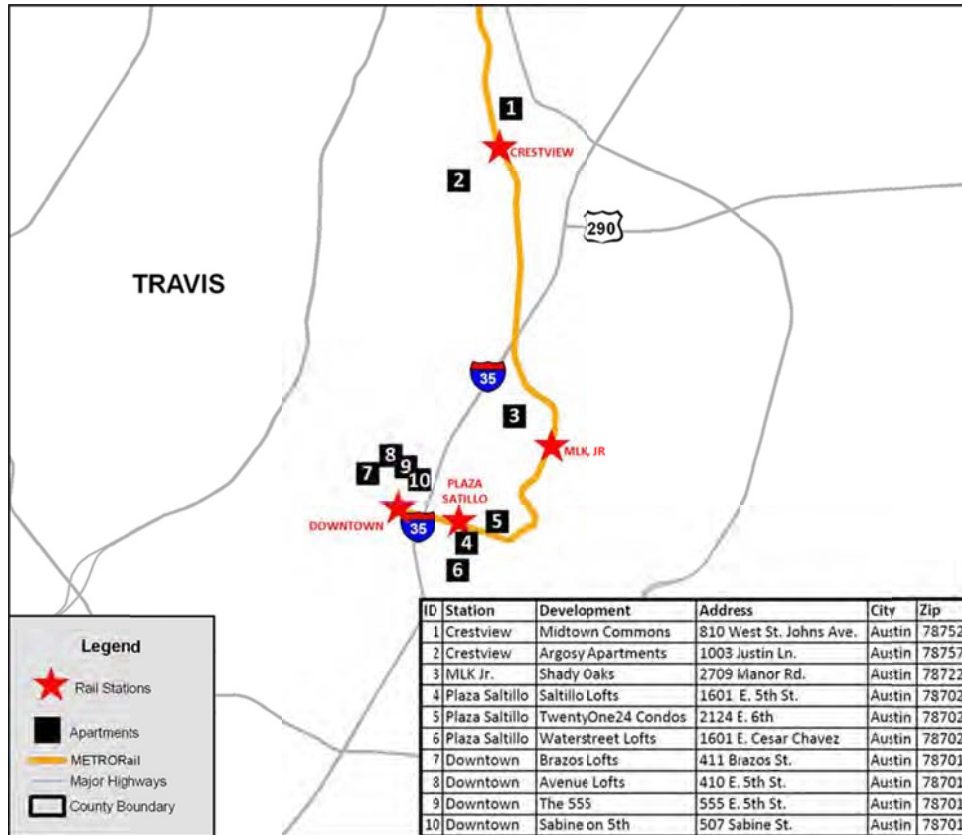 1
CRESTVIEW
2
290
TRAVIS
35
3
MLK, JR
8
7
9
10
PLAZA
SATILLO
DOWNTOWN
35
5
4
6
Legend
Rail Stations
Apartments
METRORail
Major Highways
County Boundary
ID Station Development Address City Zip
1 Crestview Midtown Commons 810 West St. Johns Ave. Austin 78752
2 Crestview Argosy Apartments 1003 Justin Ln. Austin 78757
3 MLK Jr. Shady Oaks 2709 Manor Rd. Austin 78722
4 Plaza Saltillo Saltillo Lofts 1601 E. 5th St. Austin 78702
5 Plaza Saltillo TwentyOne24 Condos 2124 E. 6th Austin 78702
6 Plaza Saltillo Waterstreet Lofts 1601 E. Cesar Chavez Austin 78702
7 Downtown Brazos Lofts 411 Brazos St. Austin 78701
8 Downtown Avenue Lofts 410 E. 5th St. Austin 78701
9 Downtown The 555 555 E. 5th St. Austin 78701
10 Downtown Sabine on 5th 507 Sabine St. Austin 78701